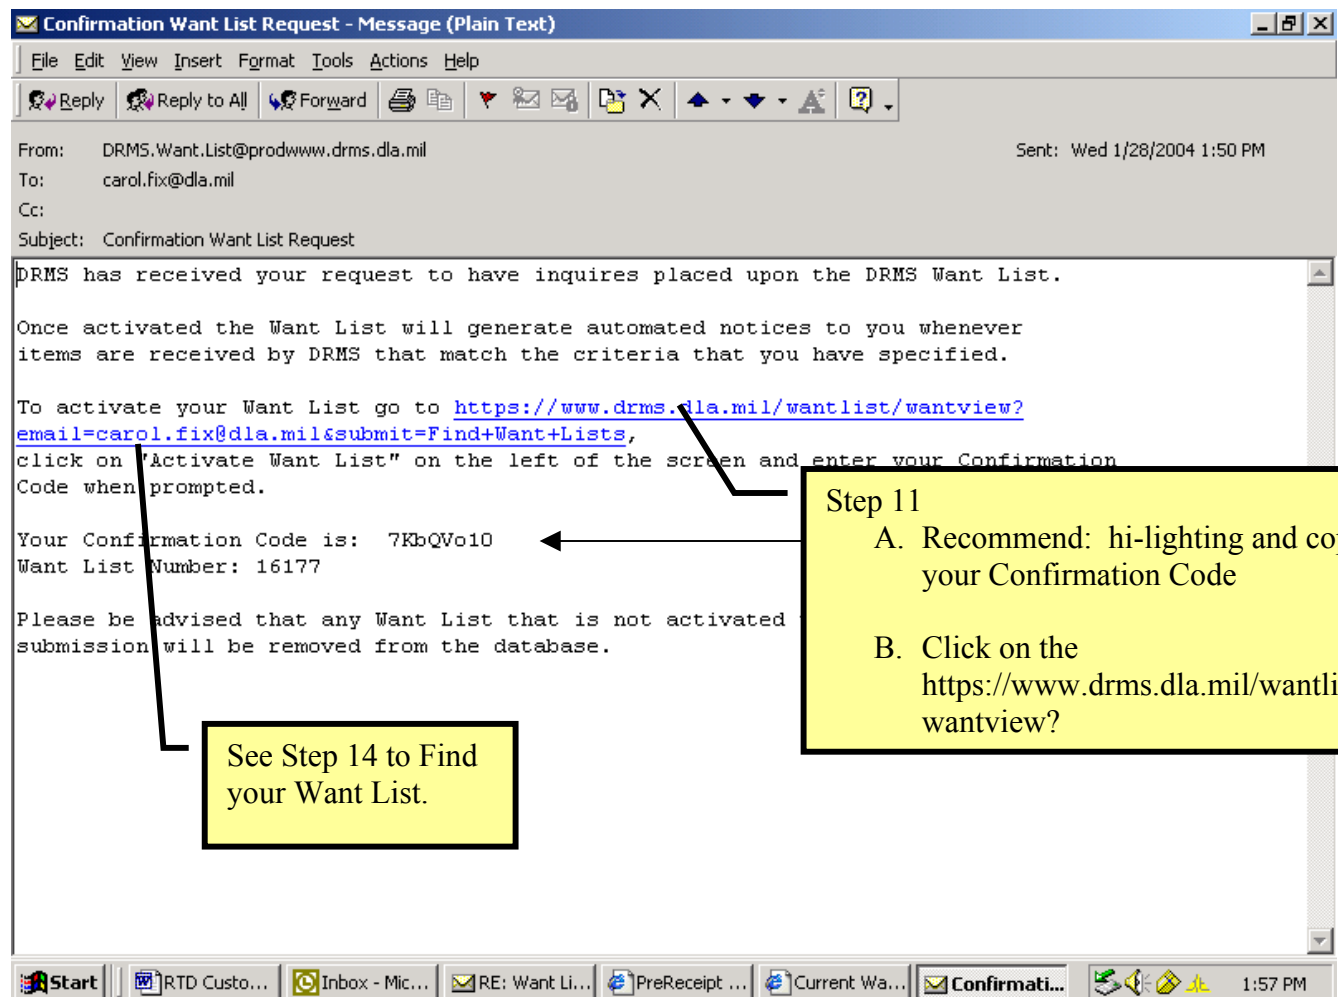 Confirmation Want List Request - Message (Plain Text)
File Edit View Insert Format Tools Actions Help
Reply Reply to All Forward
From: DRMS.Want.List@prodwww.drms.dla.mil Sent: Wed 1/28/2004 1:50 PM
To: carol.fix@dla.mil
Cc:
Subject: Confirmation Want List Request
DRMS has received your request to have inquires placed upon the DRMS Want List.
Once activated the Want List will generate automated notices to you whenever
items are received by DRMS that match the criteria that you have specified.
To activate your Want List go to https://www.drms.dla.mil/wantlist/wantview?
email=carol.fix@dla.mil&submit=Find+Want+Lists,
click on "Activate Want List" on the left of the screen and enter your Confirmation
Code when prompted.
Your Confirmation Code is: 7KbQVo1O
Want List Number: 16177
Please be advised that any Want List that is not activated
submission will be removed from the database.
Step 11
A. Recommend: hi-lighting and
your Confirmation Code
B. Click on the
https://www.drms.dla.mil/wantli
wantview?
See Step 14 to Find
your Want List.
Start RTD Custo... Inbox - Mic... RE: Want Li... PreReceipt ... Current Wa... Confirmati... 1:57 PM